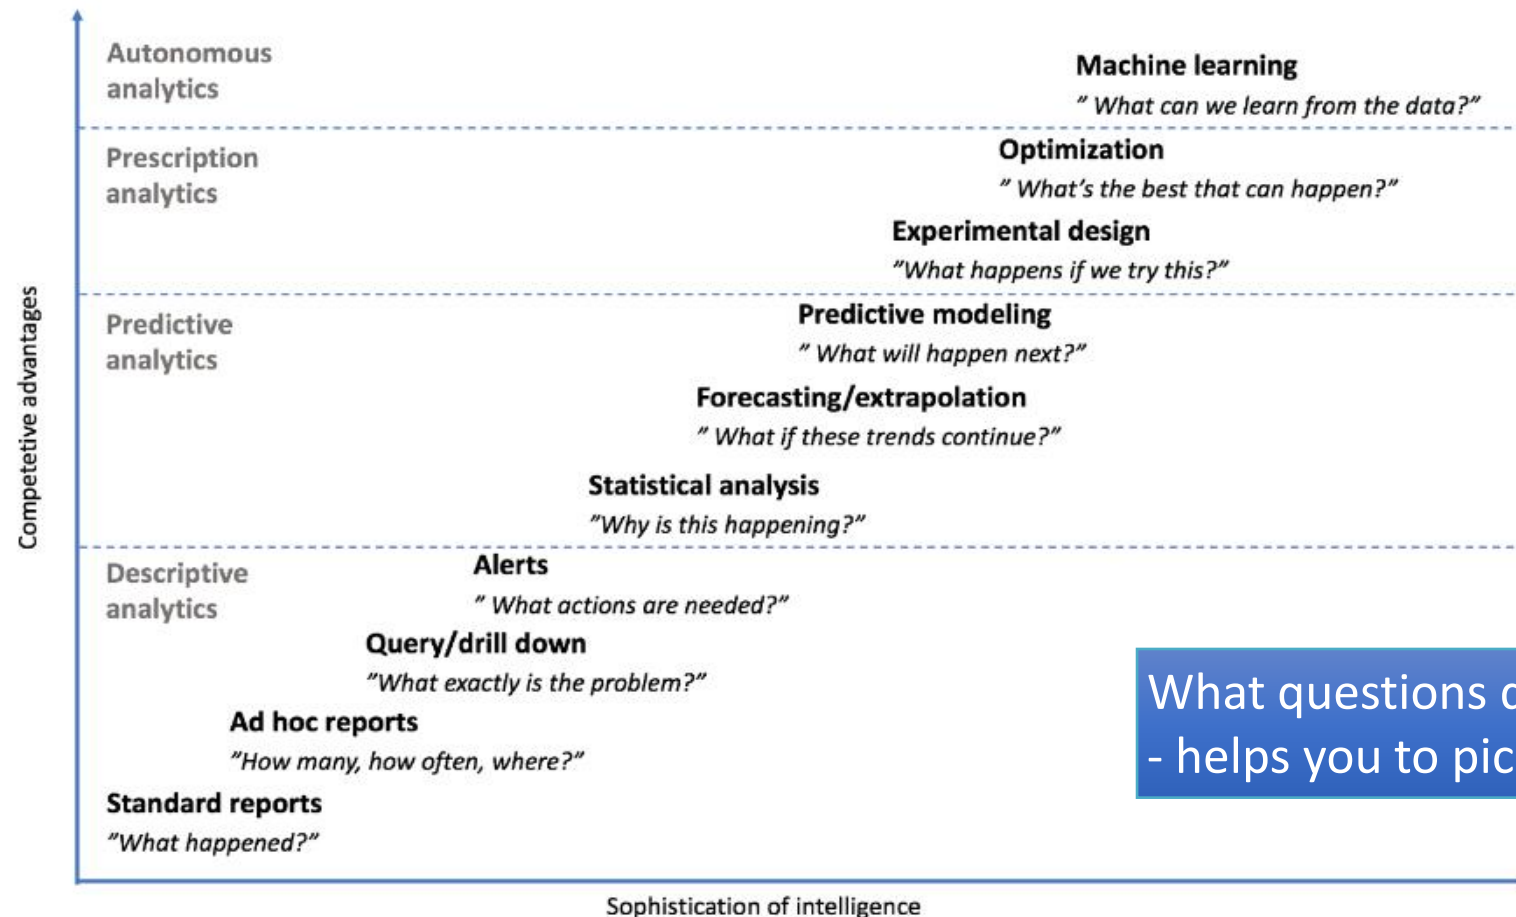 Autonomous
analytics
Machine learning
” What can we learn from the data?”
Prescription
analytics
Optimization
” What’s the best that can happen?”
Experimental design
”What happens if we try this?”
Predictive
analytics
Predictive modeling
” What will happen next?”
Forecasting/extrapolation
” What if these trends continue?”
Statistical analysis
”Why is this happening?”
Descriptive
analytics
Alerts
” What actions are needed?”
Query/drill down
”What exactly is the problem?”
Ad hoc reports
”How many, how often, where?”
Standard reports
”What happened?”
What questions
- helps you to
Competetive advantages
Sophistication of intelligence